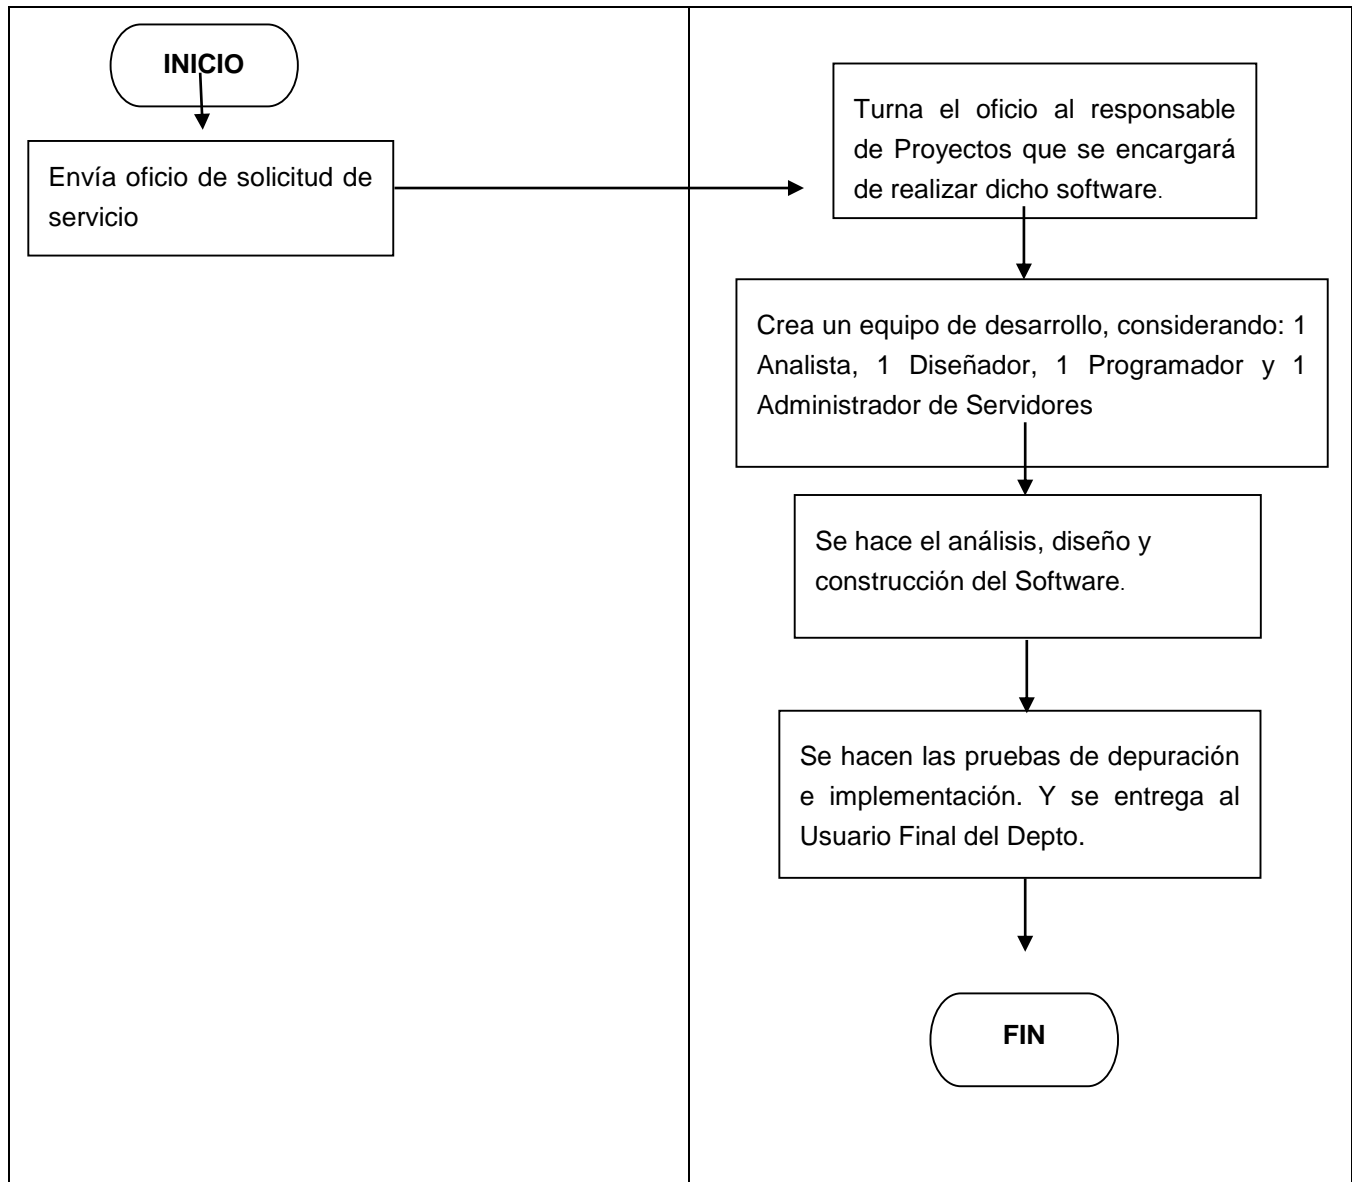 INICIO
Envía oficio de solicitud de
servicio
Turna el oficio al responsable
de Proyectos que se encargará
de realizar dicho software.
Crea un equipo de desarrollo, considerando: 1
Analista, 1 Diseñador, 1 Programador y 1
Administrador de Servidores
Se hace el análisis, diseño y
construcción del Software.
Se hacen las pruebas de depuración
e implementación. Y se entrega al
Usuario Final del Depto.
FIN